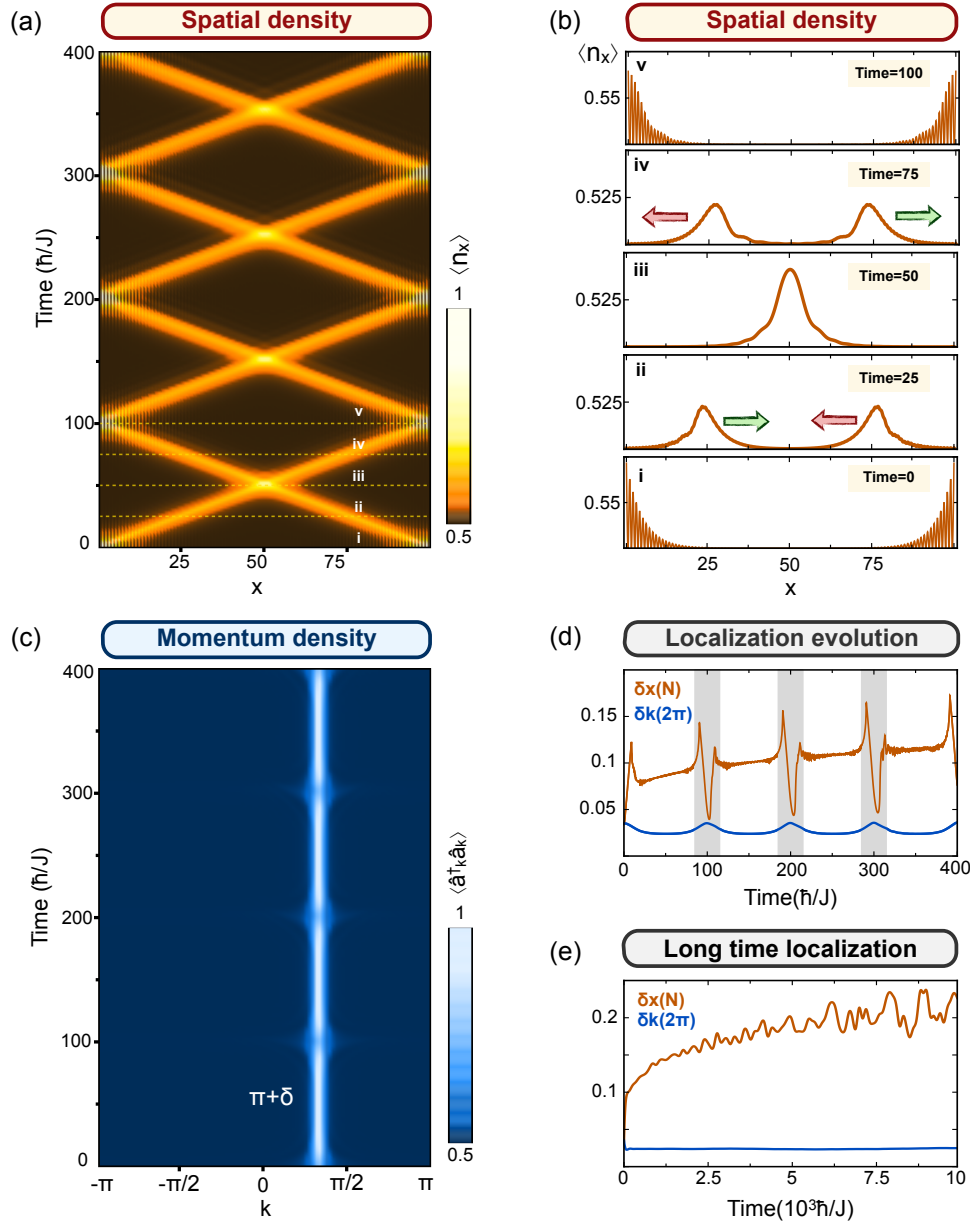 (a)
Spatial density
Time (ħ/J)
400
300
200
100
0
v
iv
iii
ii
i
25
50
75
x
⟨nx⟩
1
0.5
(b)
Spatial density
⟨nx⟩
v
Time=100
0.55
iv
Time=75
0.525
iii
Time=50
0.525
ii
Time=25
0.525
i
Time=0
0.55
25
50
75
x
(c)
Momentum density
Time (ħ/J)
400
300
200
100
0
π+δ
-π
-π/2
0
π/2
π
k
⟨â†kâk⟩
1
0.5
(d)
Localization evolution
δx(N)
δk(2π)
0.15
0.1
0.05
0
100
200
300
400
Time(ħ/J)
(e)
Long time localization
δx(N)
δk(2π)
0.2
0.1
0
2.5
5
7.5
10
Time(10³ħ/J)